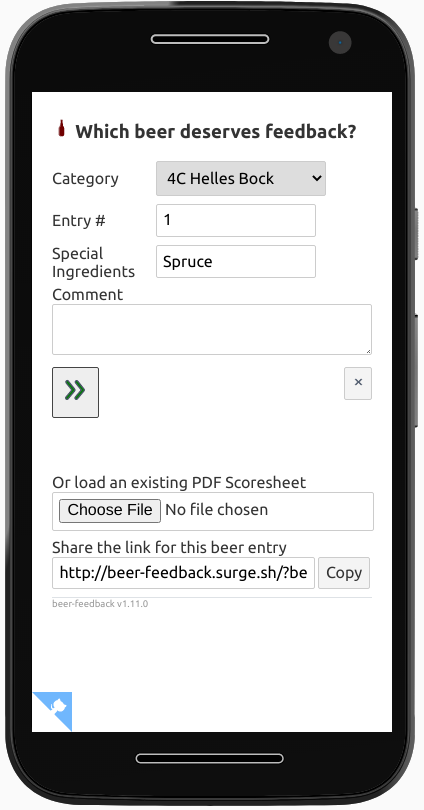 Which beer deserves feedback?
Category 4C Helles Bock
Entry # 1
Special
Ingredients Spruce
Comment
×
Or load an existing PDF Scoresheet
Choose File No file chosen
Share the link for this beer entry
http://beer-feedback.surge.sh/?be Copy
beer-feedback v1.11.0